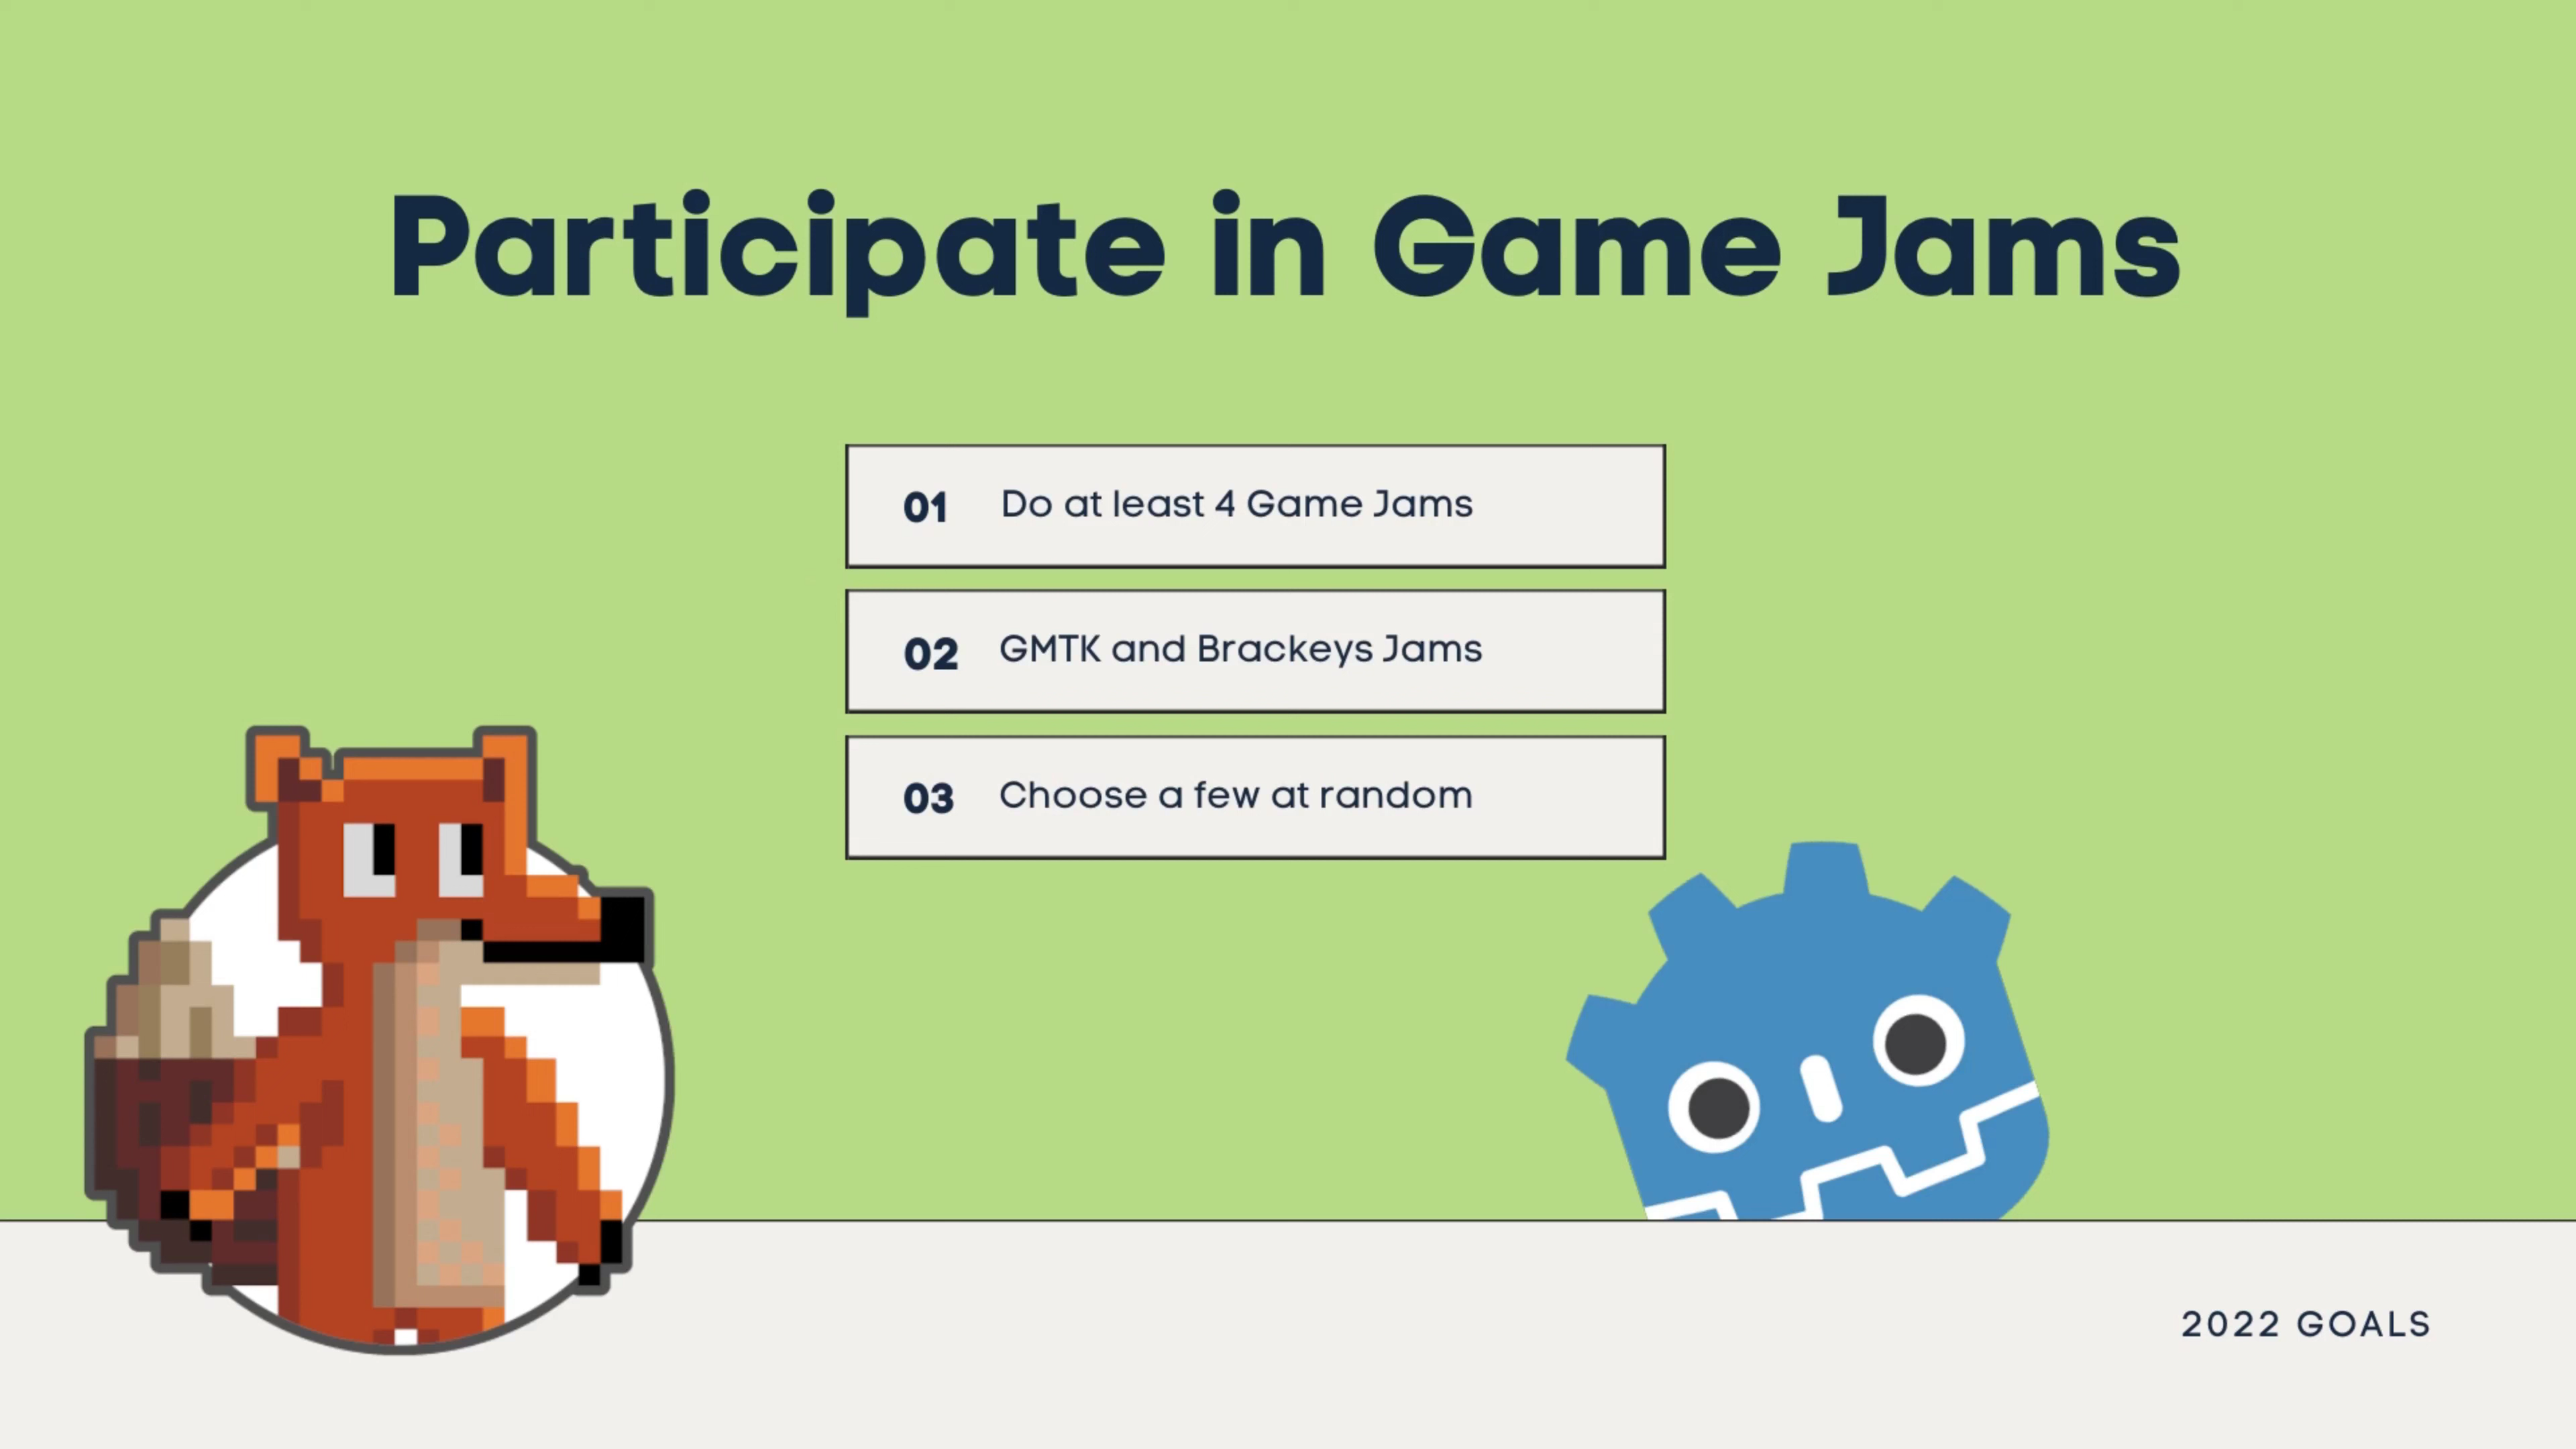 Participate in Game Jams
01 Do at least 4 Game Jams
02 GMTK and Brackeys Jams
03 Choose a few at random
2022 GOALS